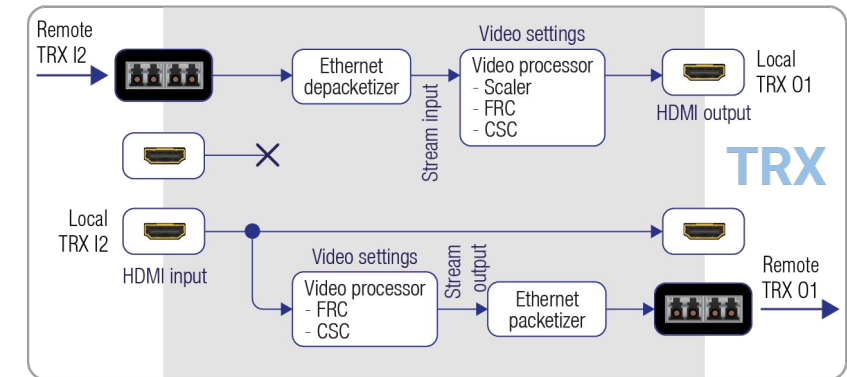 Remote
TRX I2
Ethernet
depacketizer
Stream input
Video settings
Video processor
- Scaler
- FRC
- CSC
Local
TRX O1
HDMI output
TRX
Local
TRX I2
HDMI input
Video settings
Video processor
- FRC
- CSC
Stream
output
Ethernet
packetizer
Remote
TRX O1